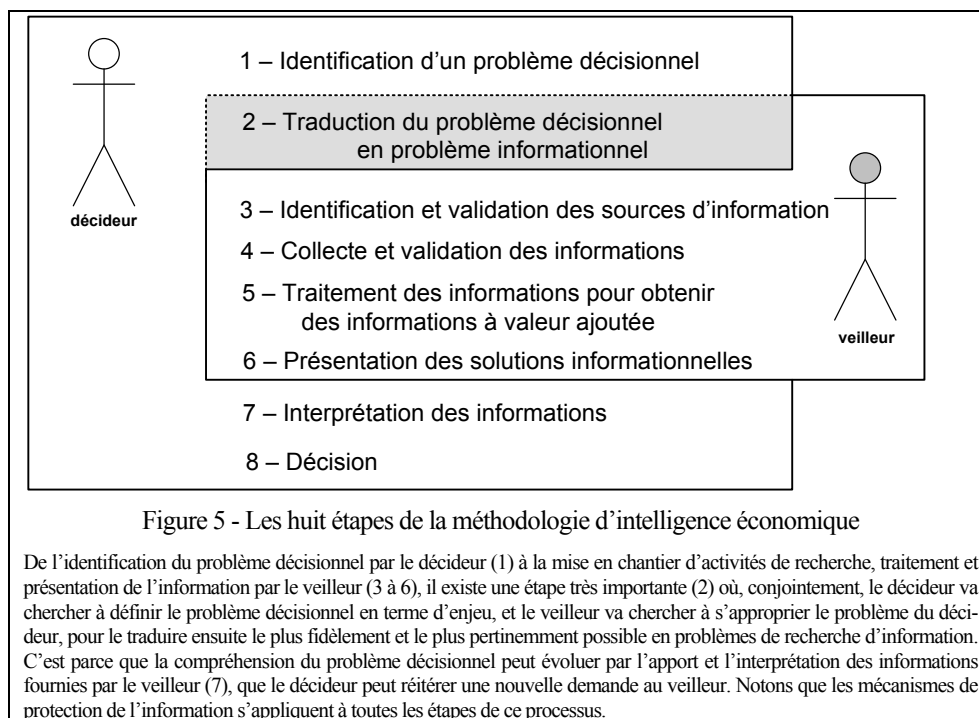 1 – Identification d’un problème décisionnel
2 – Traduction du problème décisionnel
en problème informationnel
décideur
3 – Identification et validation des sources d’information
4 – Collecte et validation des informations
5 – Traitement des informations pour obtenir
des informations à valeur ajoutée
veilleur
6 – Présentation des solutions informationnelles
7 – Interprétation des informations
8 – Décision
Figure 5 - Les huit étapes de la méthodologie d’intelligence économique
De l’identification du problème décisionnel par le décideur (1) à la mise en chantier d’activités de recherche, traitement et
présentation de l’information par le veilleur (3 à 6), il existe une étape très importante (2) où, conjointement, le décideur va
chercher à définir le problème décisionnel en terme d’enjeu, et le veilleur va chercher à s’approprier le problème du déci-
deur, pour le traduire ensuite le plus fidèlement et le plus pertinemment possible en problèmes de recherche d’information.
C’est parce que la compréhension du problème décisionnel peut évoluer par l’apport et l’interprétation des informations
fournies par le veilleur (7), que le décideur peut réitérer une nouvelle demande au veilleur. Notons que les mécanismes de
protection de l’information s’appliquent à toutes les étapes de ce processus.